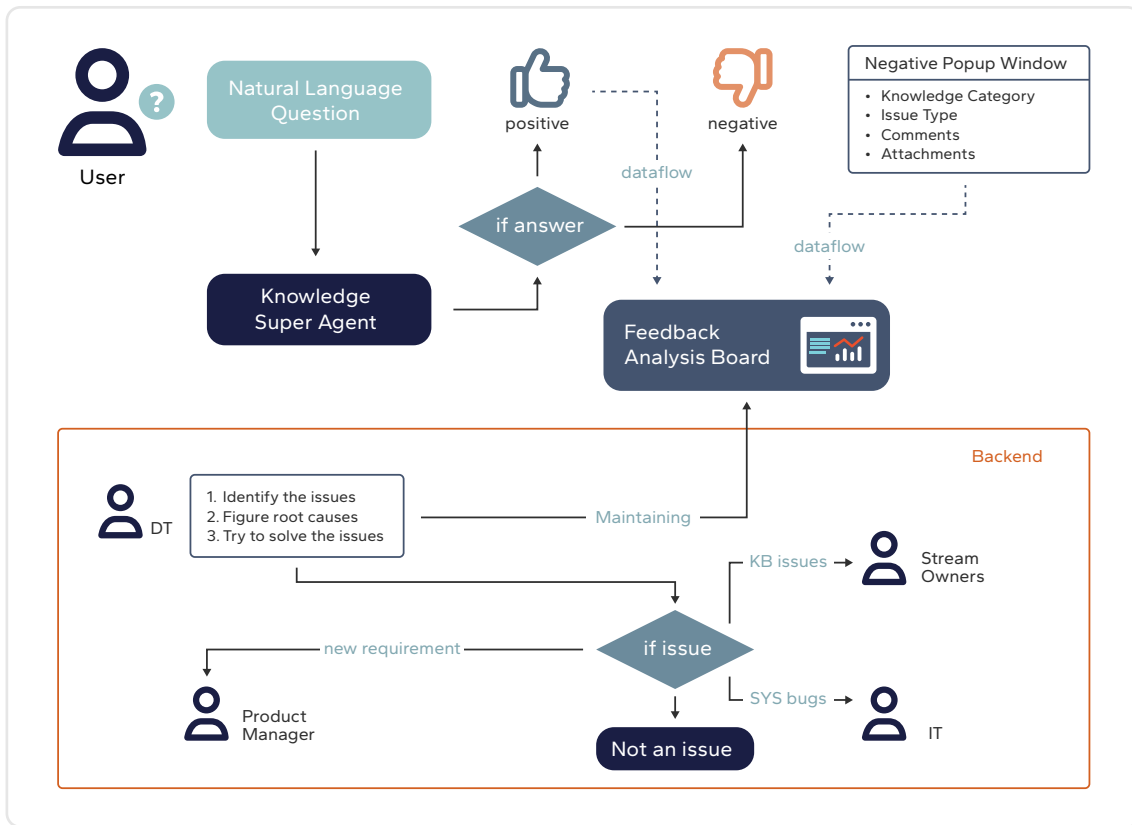 ?
User
Natural Language
Question
positive
negative
Negative Popup Window
• Knowledge Category
• Issue Type
• Comments
• Attachments
dataflow
if answer
dataflow
Knowledge
Super Agent
Feedback
Analysis Board
Backend
DT
1. Identify the issues
2. Figure root causes
3. Try to solve the issues
Maintaining
KB issues
Stream
Owners
if issue
new requirement
Product
Manager
SYS bugs
IT
Not an issue